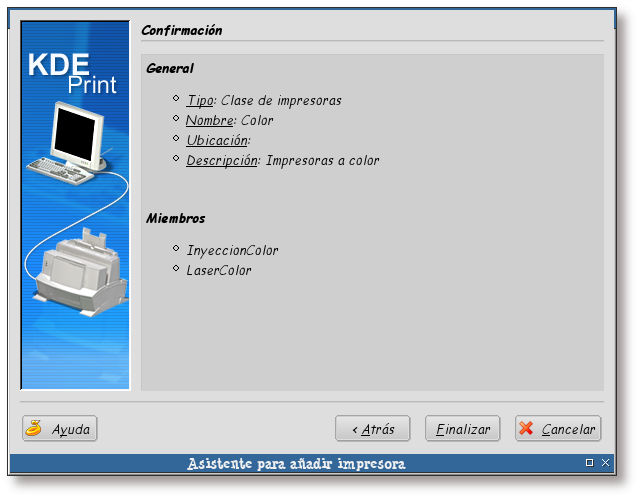 Confirmación
KDE
Print
General
Tipo: Clase de impresoras
Nombre: Color
Ubicación:
Descripción: Impresoras a color
Miembros
InyeccionColor
LaserColor
Ayuda
< Atrás
Finalizar
Cancelar
Asistente para añadir impresora